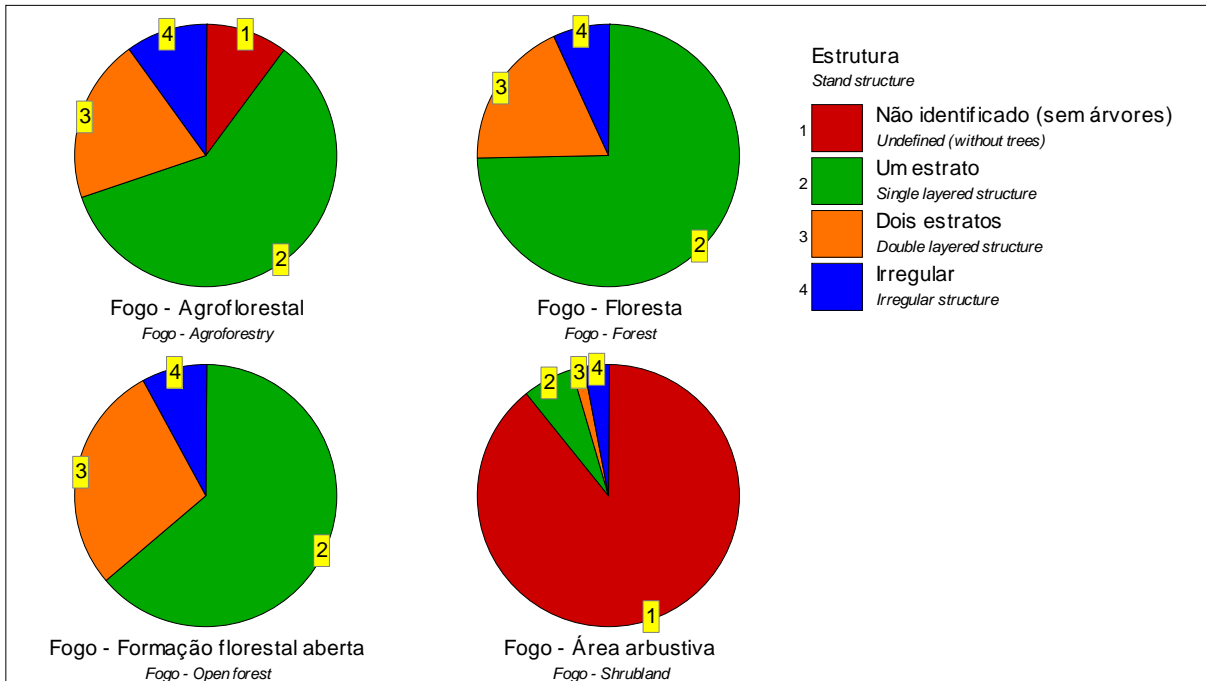 4
1
3
2
Fogo - Agroflorestal
Fogo - Agroforestry
4
3
2
Fogo - Floresta
Fogo - Forest
Estrutura
Stand structure
1 Não identificado (sem árvores)
Undefined (without trees)
2 Um estrato
Single layered structure
3 Dois estratos
Double layered structure
4 Irregular
Irregular structure
4
3
2
Fogo - Formação florestal aberta
Fogo - Open forest
2 3 4
1
Fogo - Área arbustiva
Fogo - Shrubland